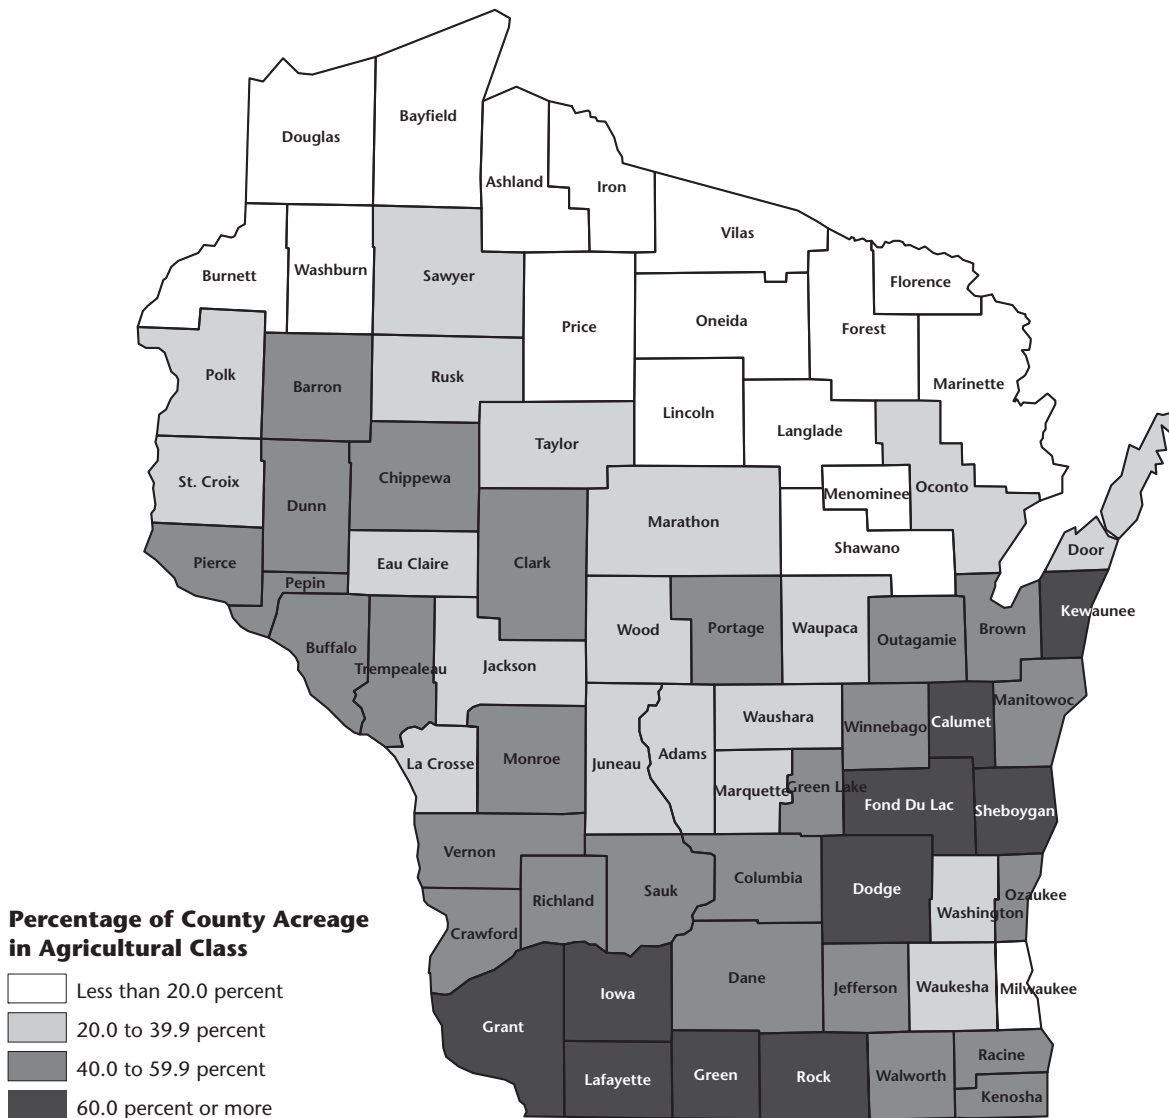 Bayfield
Douglas
Ashland
Iron
Vilas
Burnett
Washburn
Sawyer
Florence
Price
Oneida
Forest
Polk
Barron
Rusk
Marinette
Lincoln
Langlade
Taylor
St. Croix
Chippewa
Dunn
Menominee
Oconto
Marathon
Shawano
Door
Pierce
Eau Claire
Clark
Pepin
Kewaunee
Buffalo
Trempealeau
Jackson
Wood
Portage
Waupaca
Outagamie
Brown
Manitowoc
Waushara
Winnebago
Calumet
La Crosse
Monroe
Juneau
Adams
Marquette
Green Lake
Fond Du Lac
Sheboygan
Vernon
Richland
Sauk
Columbia
Dodge
Washington
Ozaukee
Crawford
Dane
Jefferson
Waukesha
Milwaukee
Iowa
Grant
Lafayette
Green
Rock
Walworth
Racine
Kenosha
Percentage of County Acreage
in Agricultural Class
Less than 20.0 percent
20.0 to 39.9 percent
40.0 to 59.9 percent
60.0 percent or more